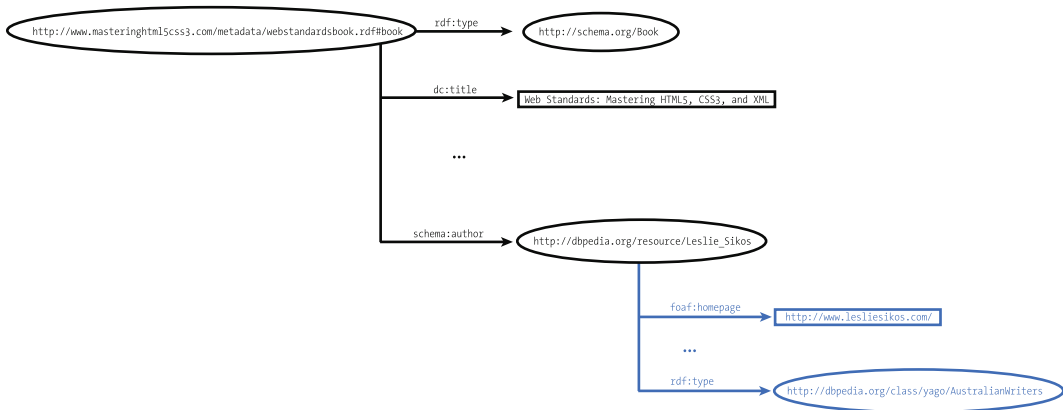 rdf:type
http://www.masteringhtml5css3.com/metadata/webstandardsbook.rdf#book
http://schema.org/Book
dc:title
Web Standards: Mastering HTML5, CSS3, and XML
...
schema:author
http://dbpedia.org/resource/Leslie_Sikos
foaf:homepage
http://www.lesliesikos.com/
...
rdf:type
http://dbpedia.org/class/yago/AustralianWriters